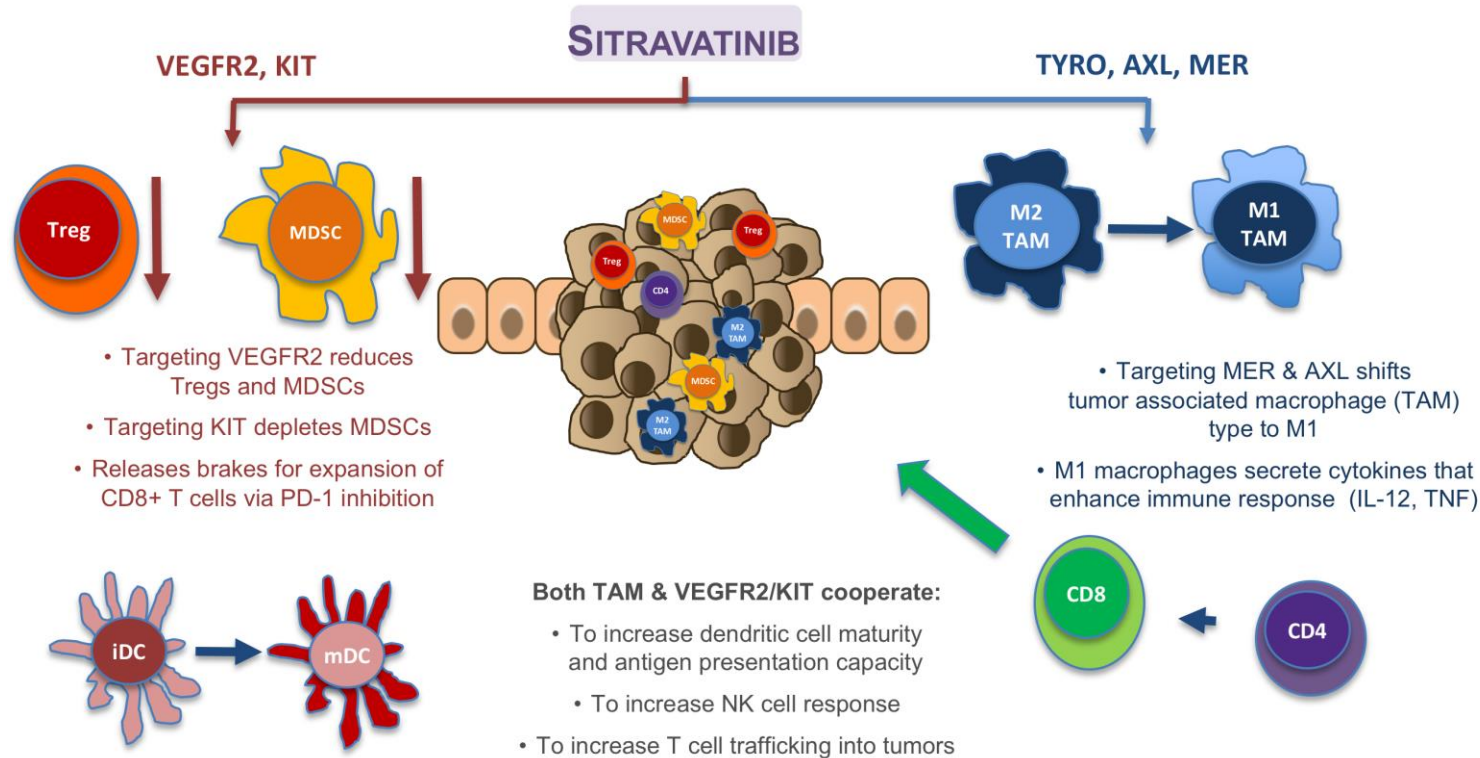 SITRAVATINIB
VEGFR2, KIT
TYRO, AXL, MER
Treg
MDSC
MDSC
Treg
Treg
CD4
M2
TAM
MDSC
M2
TAM
M2
TAM
M1
TAM
• Targeting VEGFR2 reduces
Tregs and MDSCs
• Targeting KIT depletes MDSCs
• Releases brakes for expansion of
CD8+ T cells via PD-1 inhibition
• Targeting MER & AXL shifts
tumor associated macrophage (TAM)
type to M1
• M1 macrophages secrete cytokines that
enhance immune response (IL-12, TNF)
iDC
mDC
Both TAM & VEGFR2/KIT cooperate:
• To increase dendritic cell maturity
and antigen presentation capacity
• To increase NK cell response
• To increase T cell trafficking into tumors
CD8
CD4